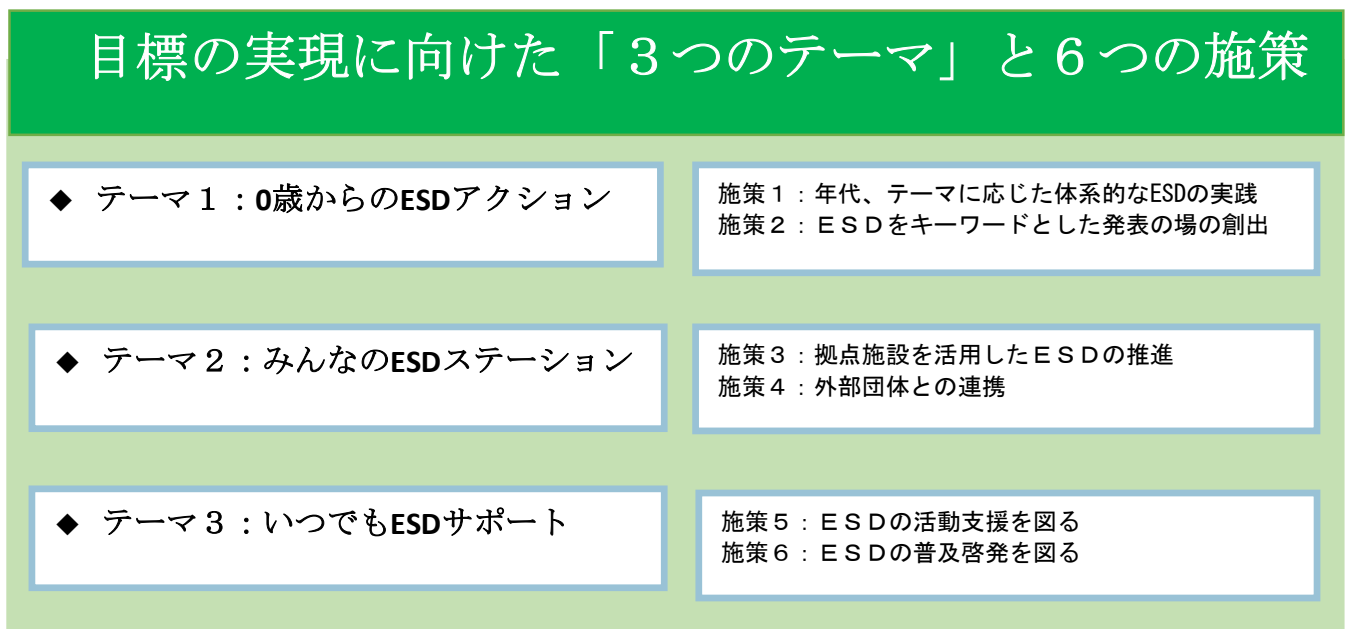 目標の実現に向けた「３つのテーマ」と６つの施策
◆ テーマ１：0歳からのESDアクション
施策１：年代、テーマに応じた体系的なESDの実践
施策２：ＥＳＤをキーワードとした発表の場の創出
◆ テーマ２：みんなのESDステーション
施策３：拠点施設を活用したＥＳＤの推進
施策４：外部団体との連携
◆ テーマ３：いつでもESDサポート
施策５：ＥＳＤの活動支援を図る
施策６：ＥＳＤの普及啓発を図る